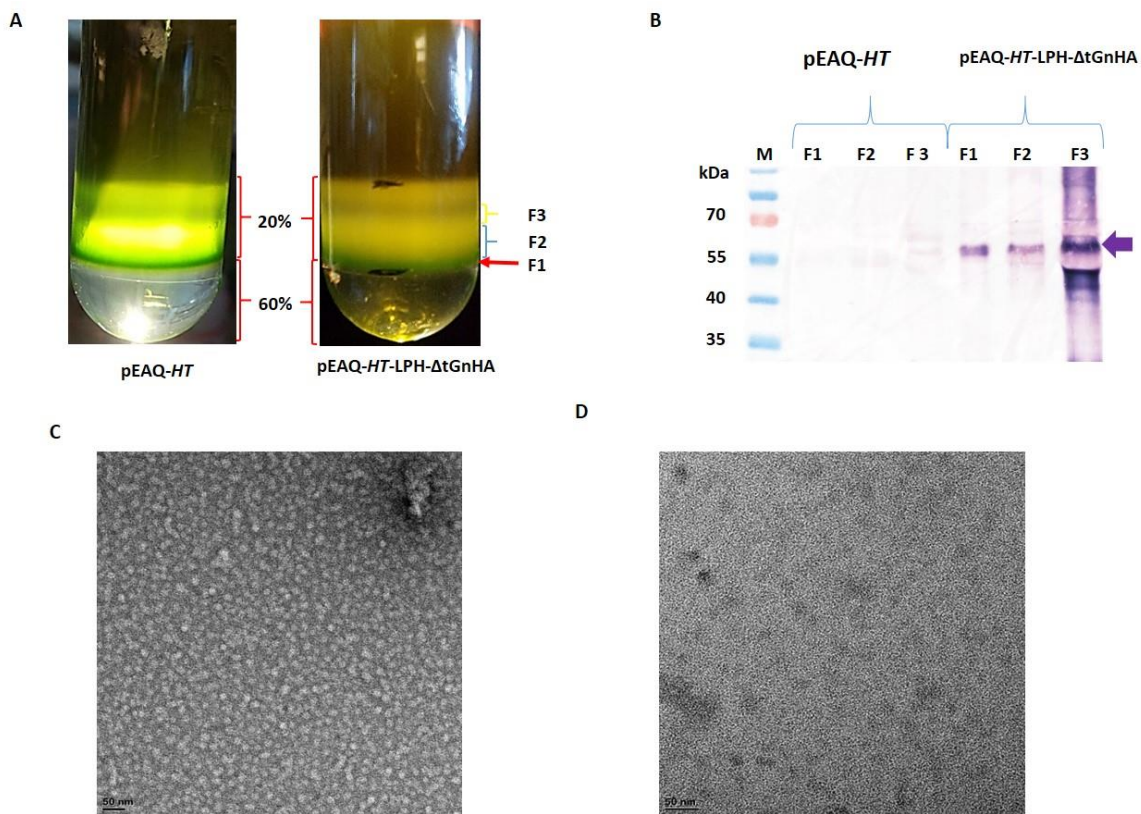 A
20%
60%
F3
F2
F1
pEAQ-HT
pEAQ-HT-LPH-ΔtGnHA
B
pEAQ-HT
pEAQ-HT-LPH-ΔtGnHA
M
F1
F2
F 3
F1
F2
F3
kDa
70
55
40
35
C
50 nm
D
50 nm